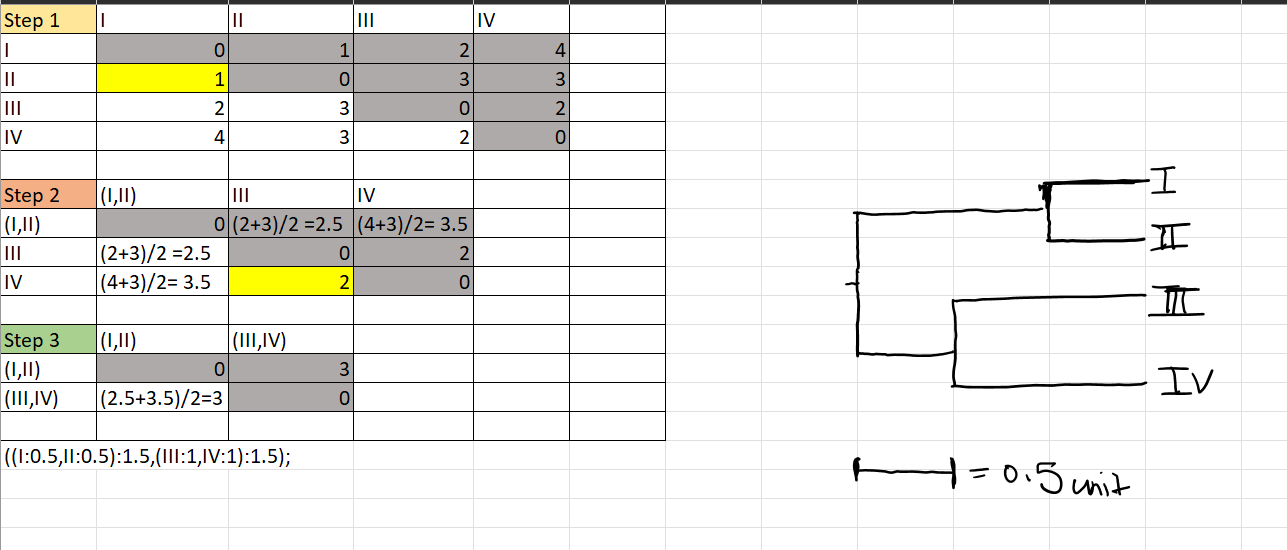 Step 1 I II III IV
I 0 1 2 4
II 1 0 3 3
III 2 3 0 2
IV 4 3 2 0
Step 2 (I,II) III IV
(I,II) 0 (2+3)/2 =2.5 (4+3)/2= 3.5
III (2+3)/2 =2.5 0 2
IV (4+3)/2= 3.5 2 0
Step 3 (I,II) (III,IV)
(I,II) 0 3
(III,IV) (2.5+3.5)/2=3 0
((I:0.5,II:0.5):1.5,(III:1,IV:1):1.5);
I
II
III
IV
= 0.5 unit